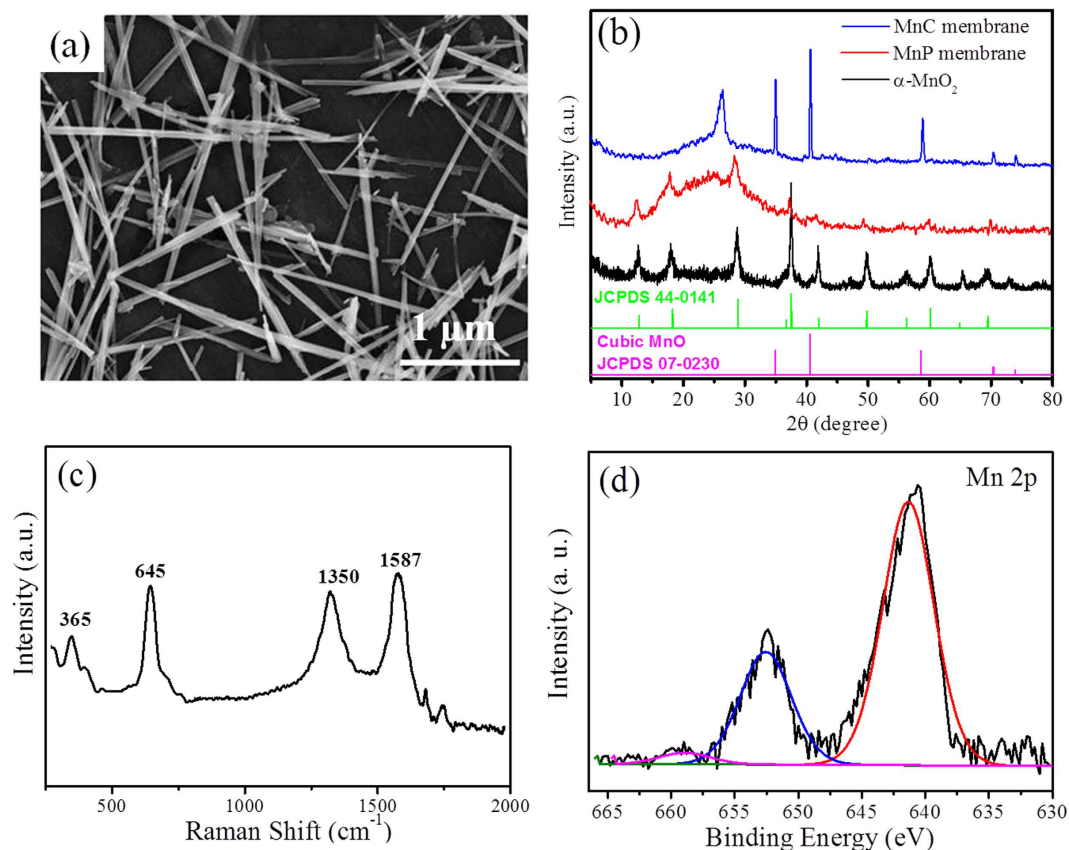 (a)
1 μm
(b)
MnC membrane
MnP membrane
α-MnO₂
Intensity (a.u.)
JCPDS 44-0141
Cubic MnO
JCPDS 07-0230
10 20 30 40 50 60 70 80
2θ (degree)
(c)
Intensity (a.u.)
365
645
1350
1587
500 1000 1500 2000
Raman Shift (cm⁻¹)
(d)
Mn 2p
Intensity (a. u.)
665 660 655 650 645 640 635 630
Binding Energy (eV)